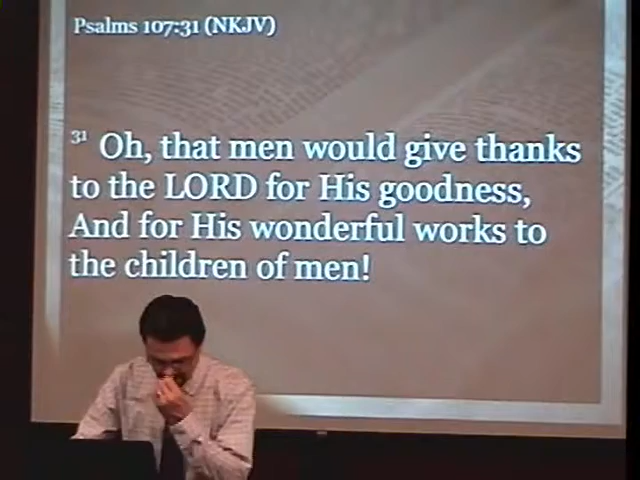 Psalms 107:31 (NKJV)
31 Oh, that men would give thanks
to the LORD for His goodness,
And for His wonderful works to
the children of men!